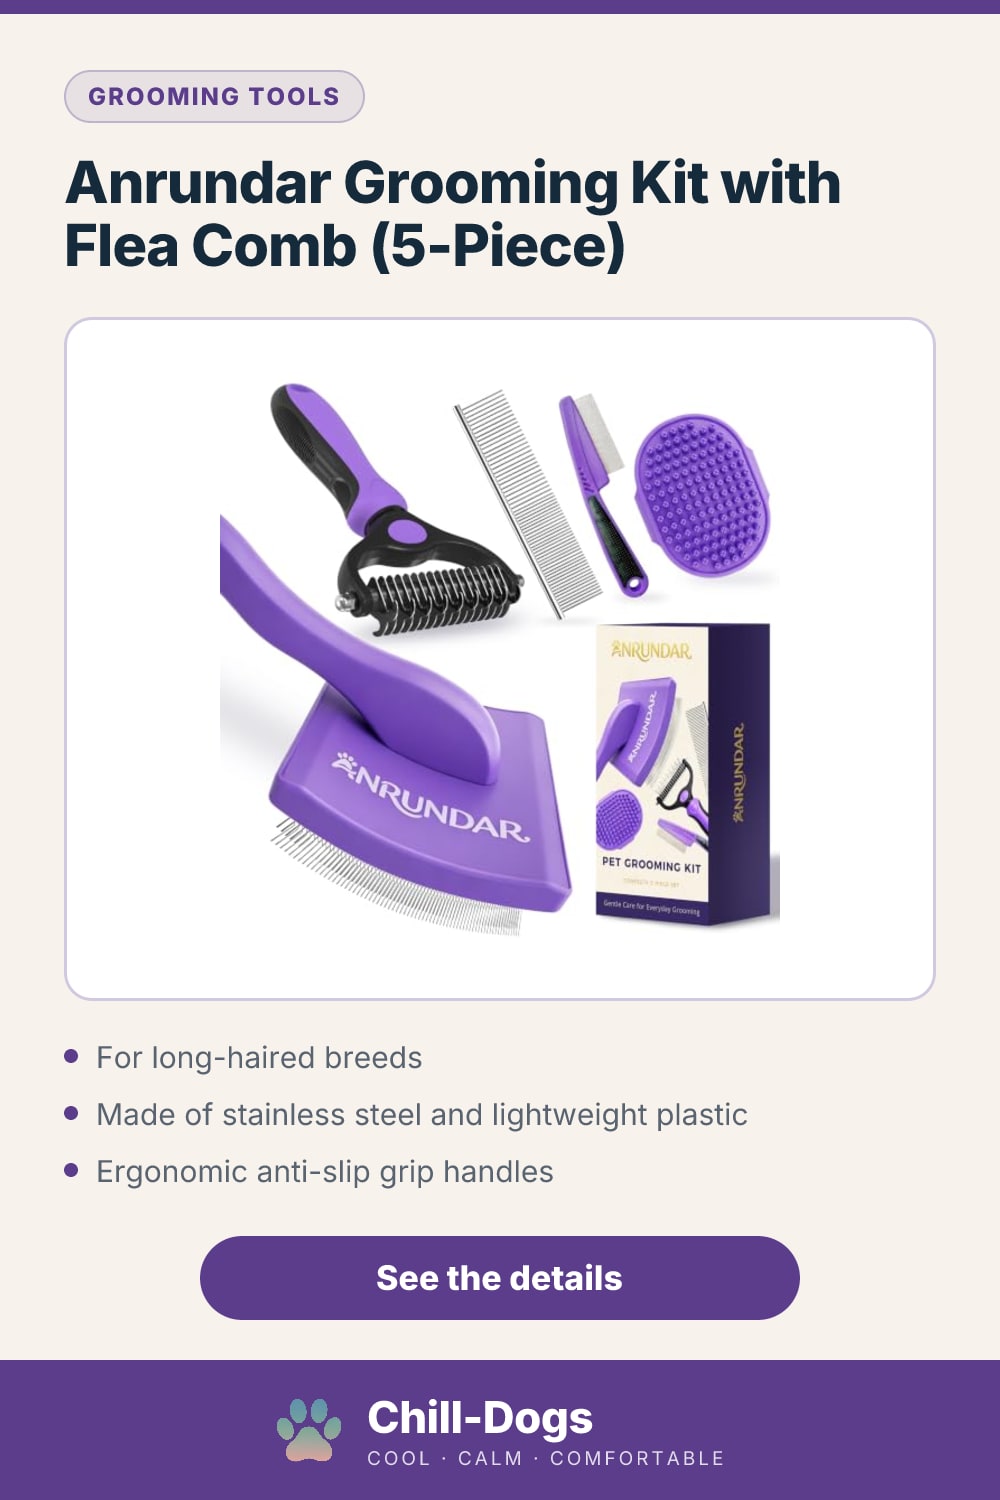 GROOMING TOOLS
Anrundar Grooming Kit with
Flea Comb (5-Piece)
ANRUNDAR
ANRUNDAR
ANRUNDAR
ANRUNDAR
PET GROOMING KIT
Gentle Care for Everyday Grooming
For long-haired breeds
Made of stainless steel and lightweight plastic
Ergonomic anti-slip grip handles
See the details
Chill-Dogs
COOL · CALM · COMFORTABLE